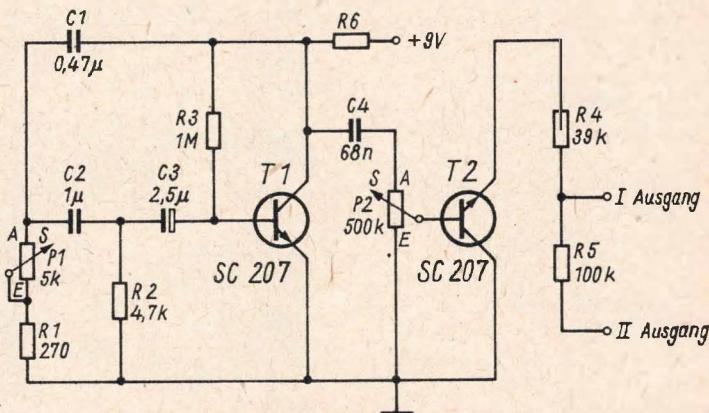 C1
0,47µ
R6
+9V
R3
1M
C4
68n
R4
39k
C2
1µ
C3
2,5µ
T1
T2
S
A
P2
500k
E
I Ausgang
A
S
P1
5k
E
R2
4,7k
SC 207
SC 207
R5
100k
R1
270
II Ausgang